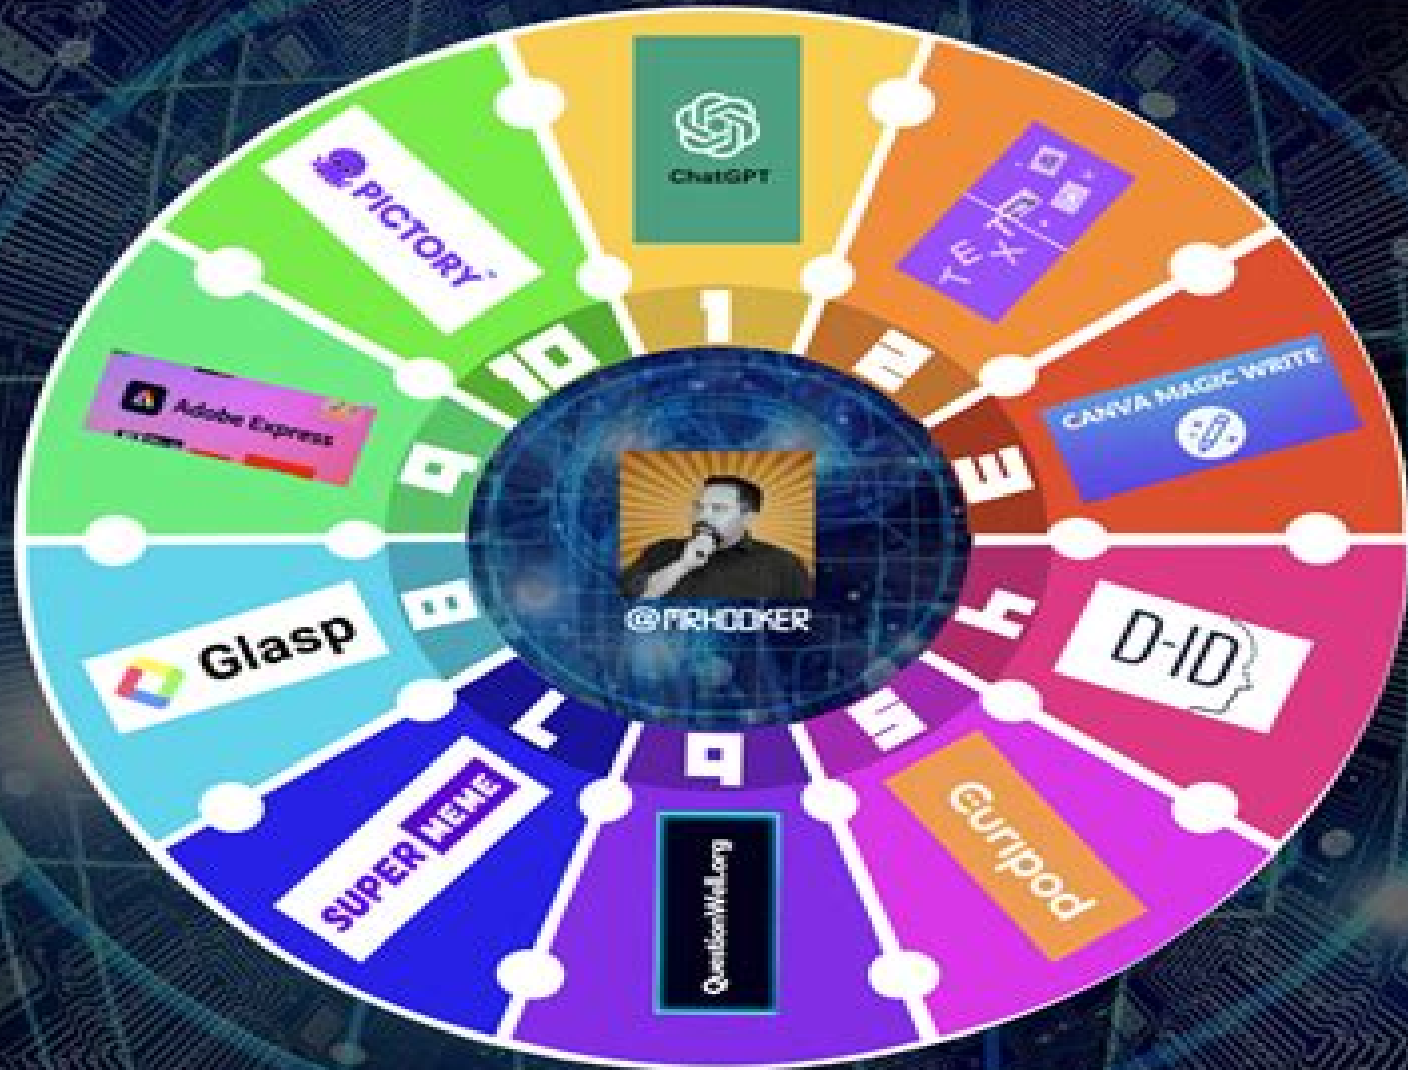 ChatGPT
1
TEXT
2
CANVA MAGIC WRITE
3
D-ID
4
Curipod
5
QuestionWell.org
6
SUPER MEME
7
Glasp
8
Adobe Express
9
PICTORY
10
@MRHOOKER